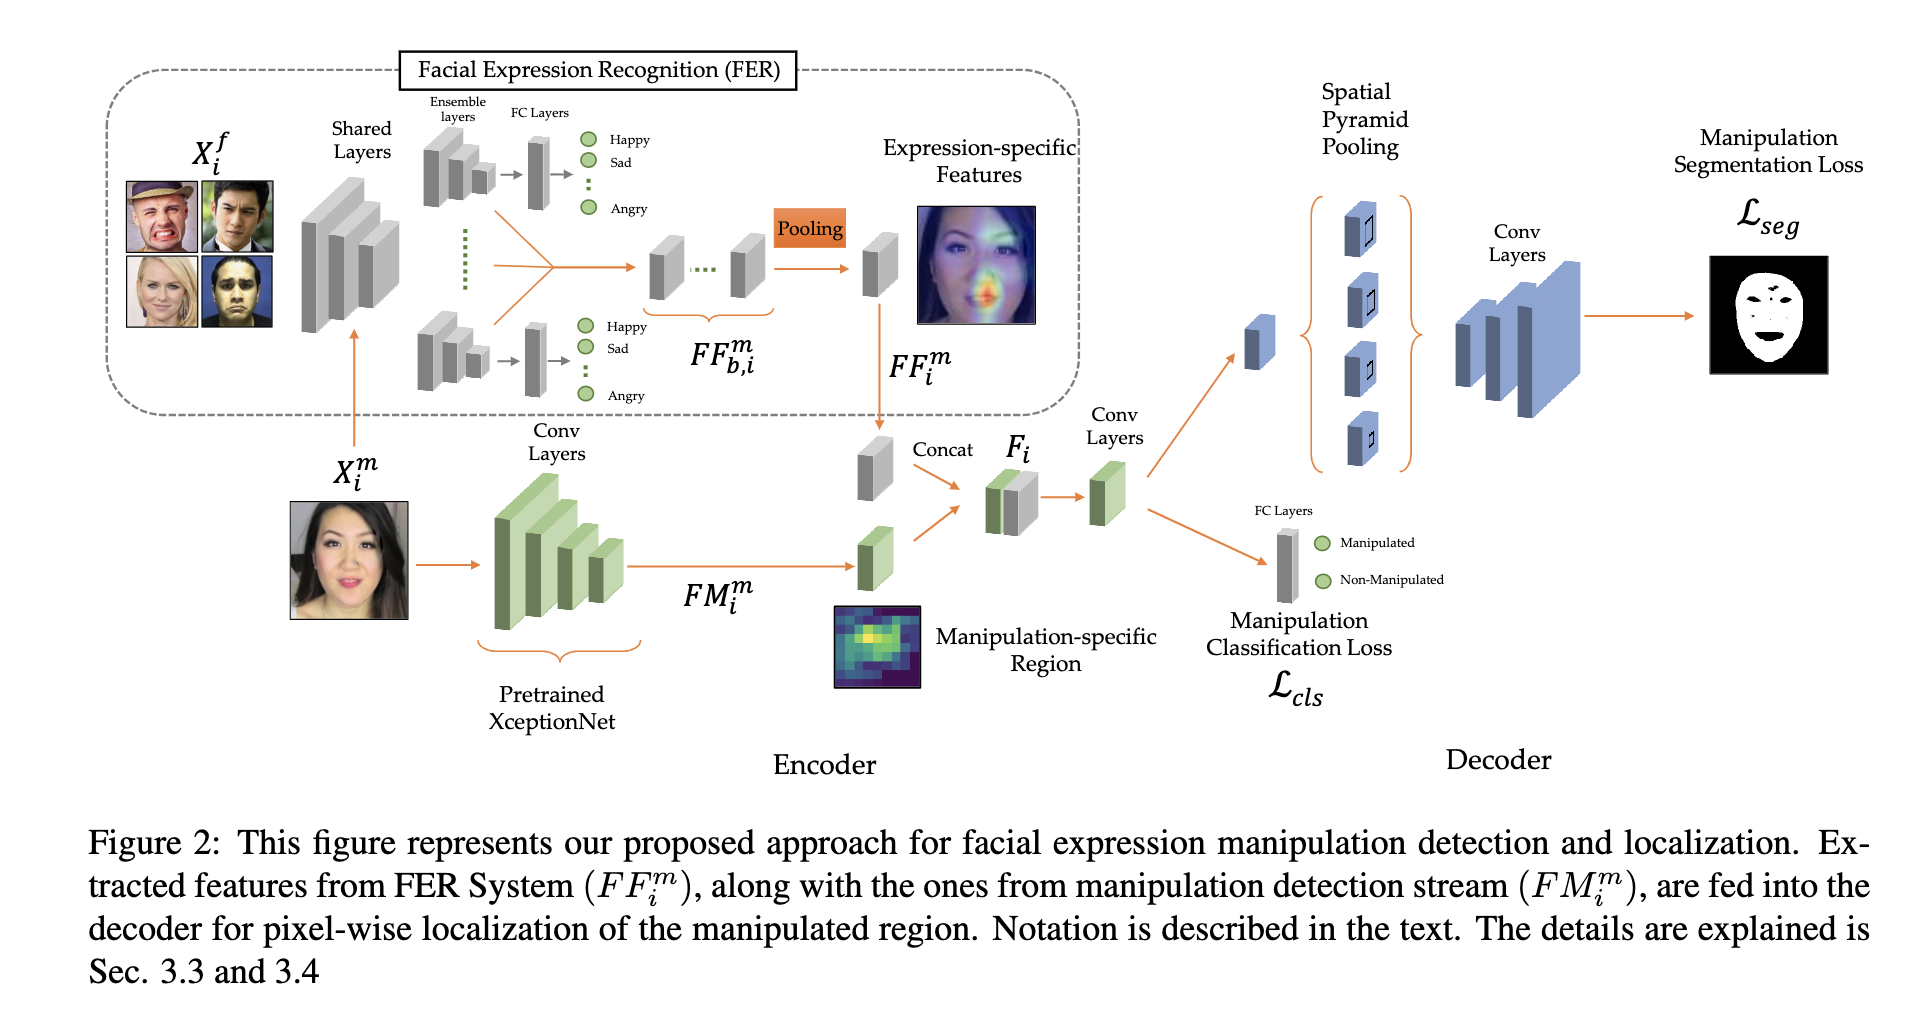 Facial Expression Recognition (FER)
X_i^f
Shared
Layers
Ensemble
layers
FC Layers
Happy
Sad
Angry
Happy
Sad
Angry
FF_{b,i}^m
Pooling
Expression-specific
Features
FF_i^m
X_i^m
Conv
Layers
Pretrained
XceptionNet
FM_i^m
Concat
F_i
Conv
Layers
Manipulation-specific
Region
Encoder
Spatial
Pyramid
Pooling
Conv
Layers
Manipulation
Segmentation Loss
ℒ_{seg}
FC Layers
Manipulated
Non-Manipulated
Manipulation
Classification Loss
ℒ_{cls}
Decoder
Figure 2: This figure represents our proposed approach for facial expression manipulation detection and localization. Ex-
tracted features from FER System (FF_i^m), along with the ones from manipulation detection stream (FM_i^m), are fed into the
decoder for pixel-wise localization of the manipulated region. Notation is described in the text. The details are explained is
Sec. 3.3 and 3.4